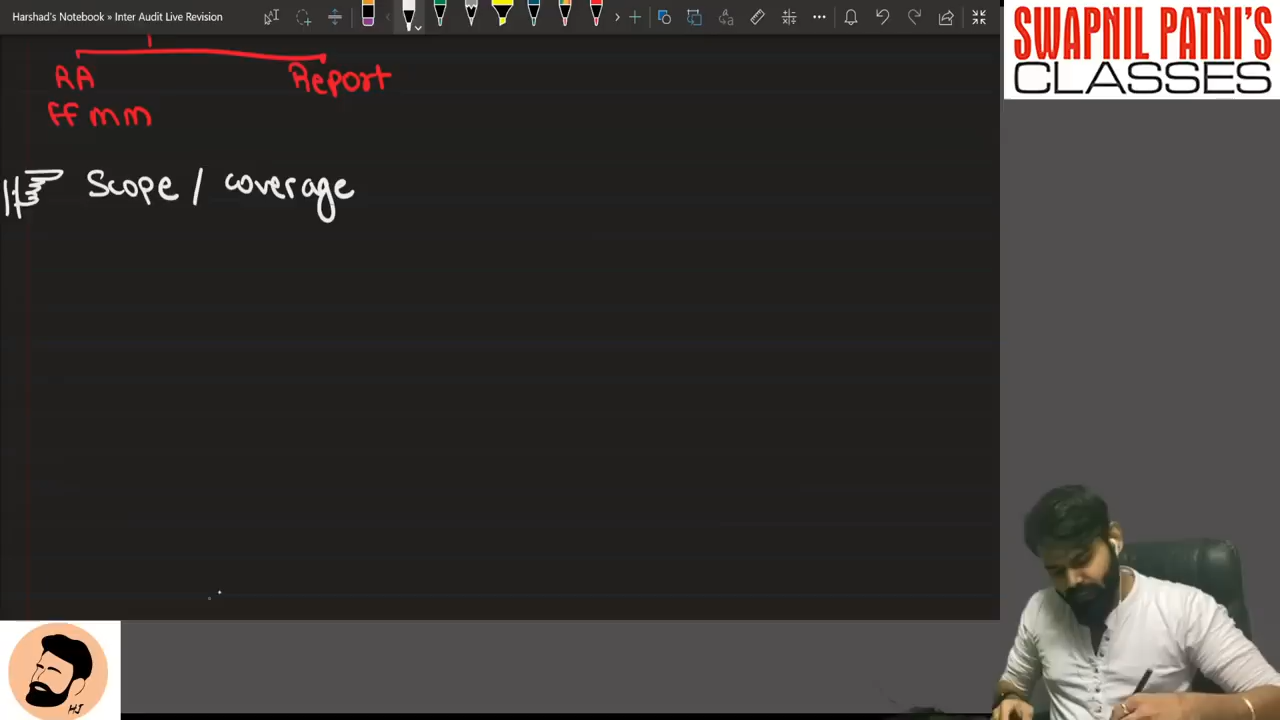 Harshad's Notebook » Inter Audit Live Revision
SWAPNIL PATNI'S
CLASSES
RA
Report
FF MM
Scope / coverage
HJ